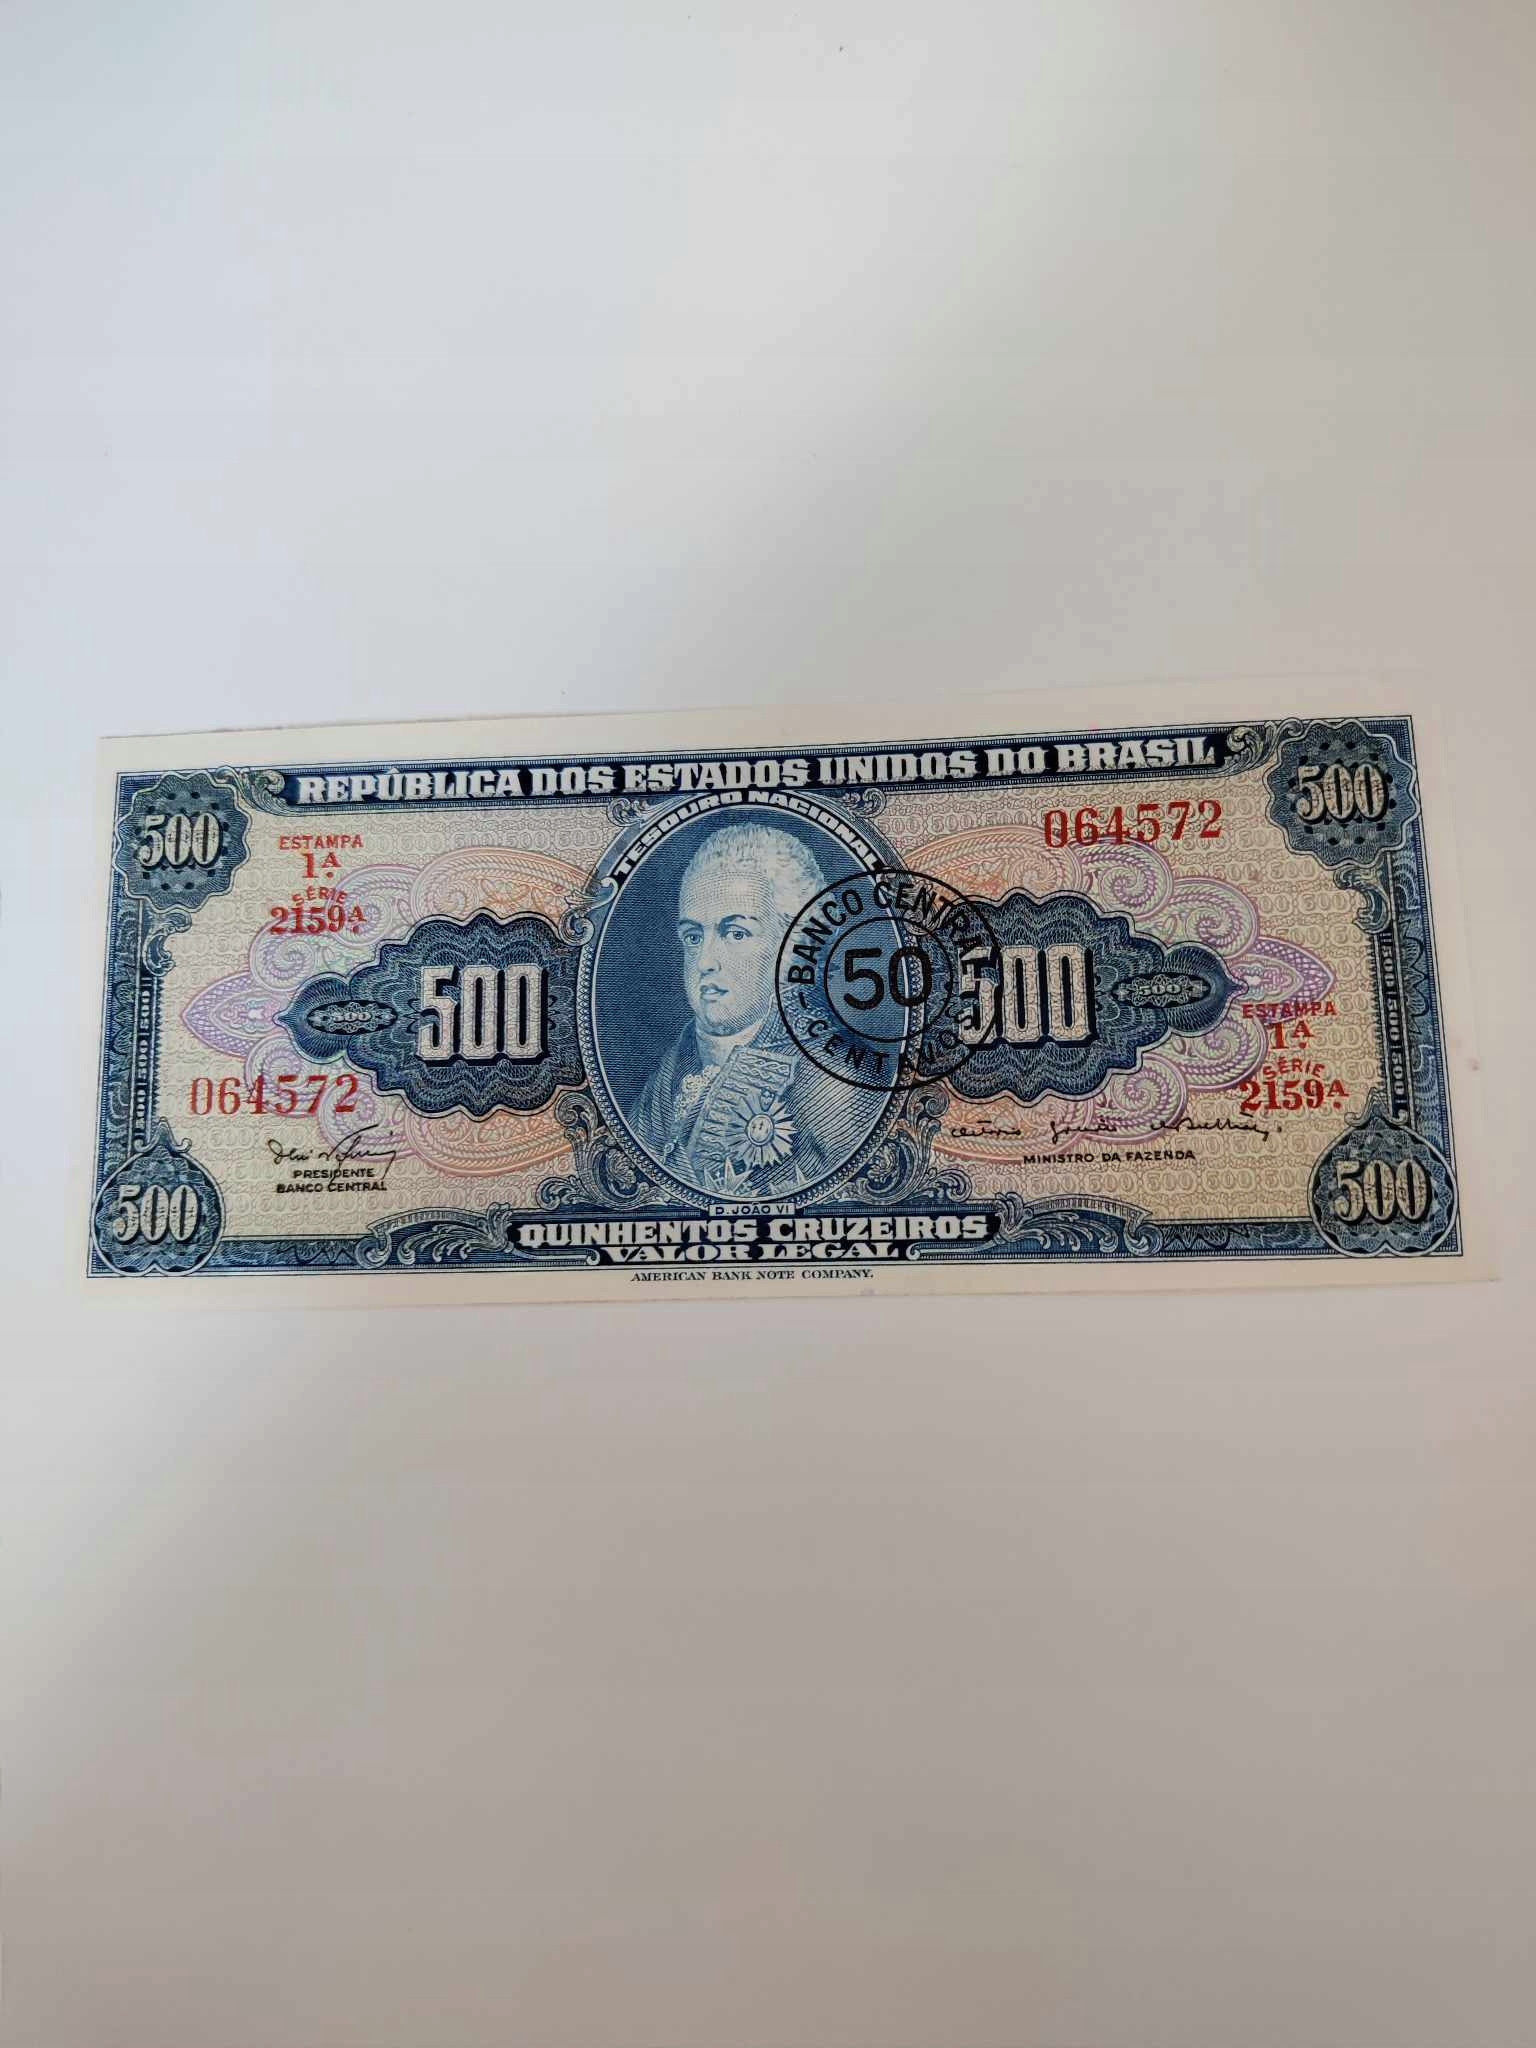 REPÚBLICA DOS ESTADOS UNIDOS DO BRASIL
TESOURO NACIONAL
500
500
ESTAMPA
1ª.
SÉRIE
2159ª.
064572
500
500
500
500
BANCO CENTRAL
50
CENTAVOS
ESTAMPA
1ª.
SÉRIE
2159ª.
064572
PRESIDENTE
BANCO CENTRAL
MINISTRO DA FAZENDA
500
500
D. JOÃO VI
QUINHENTOS CRUZEIROS
VALOR LEGAL
AMERICAN BANK NOTE COMPANY.